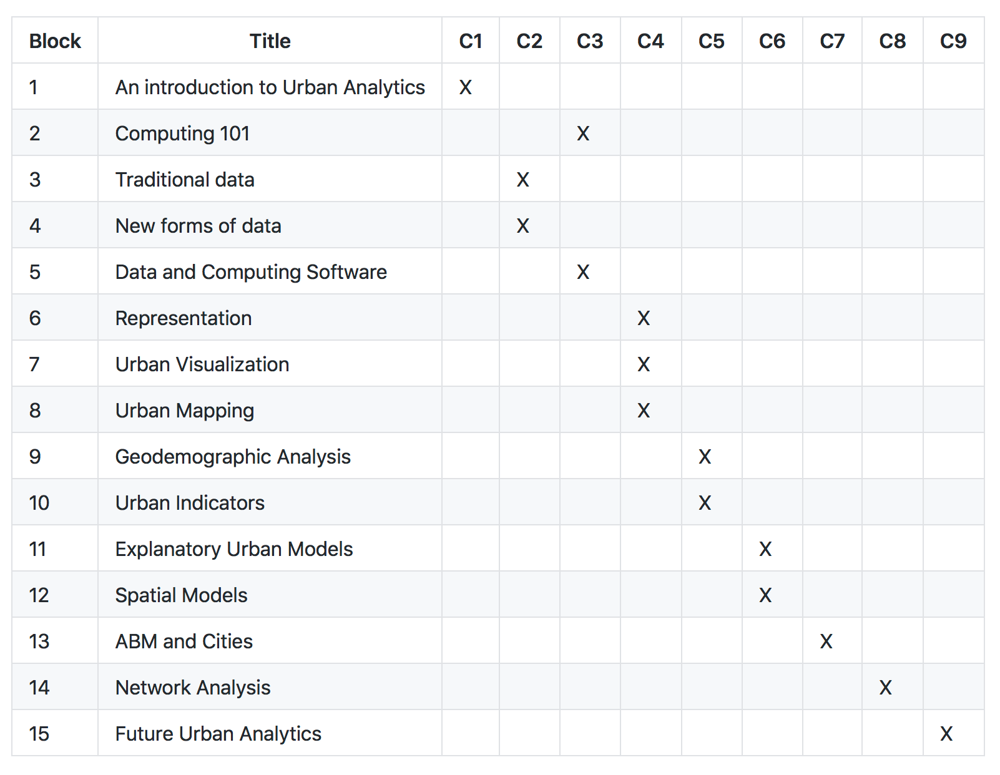 Block Title C1 C2 C3 C4 C5 C6 C7 C8 C9
1 An introduction to Urban Analytics X
2 Computing 101 X
3 Traditional data X
4 New forms of data X
5 Data and Computing Software X
6 Representation X
7 Urban Visualization X
8 Urban Mapping X
9 Geodemographic Analysis X
10 Urban Indicators X
11 Explanatory Urban Models X
12 Spatial Models X
13 ABM and Cities X
14 Network Analysis X
15 Future Urban Analytics X